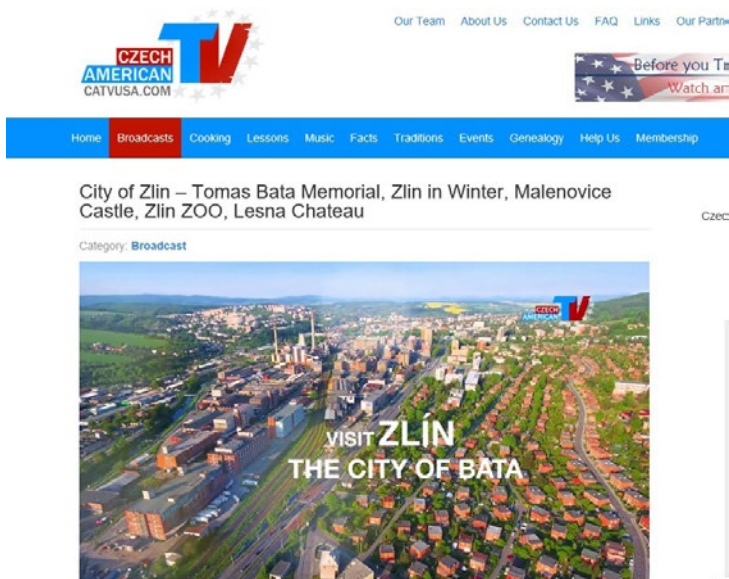 Our Team About Us Contact Us FAQ Links Our
CZECH
AMERICAN
TV
CATVUSA.COM
Before you
Watch
Home Broadcasts Cooking Lessons Music Facts Traditions Events Genealogy Help Us Membership
City of Zlin – Tomas Bata Memorial, Zlin in Winter, Malenovice
Castle, Zlin ZOO, Lesna Chateau
Category: Broadcast
CZECH
AMERICAN
TV
VISIT ZLÍN
THE CITY OF BATA